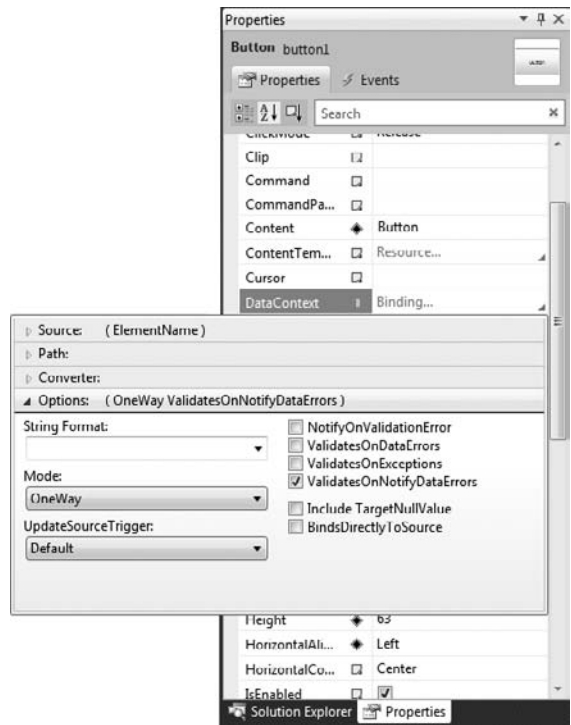 Properties
Button button1
Properties Events
Search
ClickMode Release
Clip
Command
CommandPa...
Content Button
ContentTem... Resource...
Cursor
DataContext Binding...
Source: (ElementName)
Path:
Converter:
Options: (OneWay ValidatesOnNotifyDataErrors)
String Format:
NotifyOnValidationError
ValidatesOnDataErrors
ValidatesOnExceptions
Mode:
ValidatesOnNotifyDataErrors
OneWay
Include TargetNullValue
UpdateSourceTrigger:
BindsDirectlyToSource
Default
Height 63
HorizontalAli... Left
HorizontalCo... Center
IsEnabled
Solution Explorer Properties